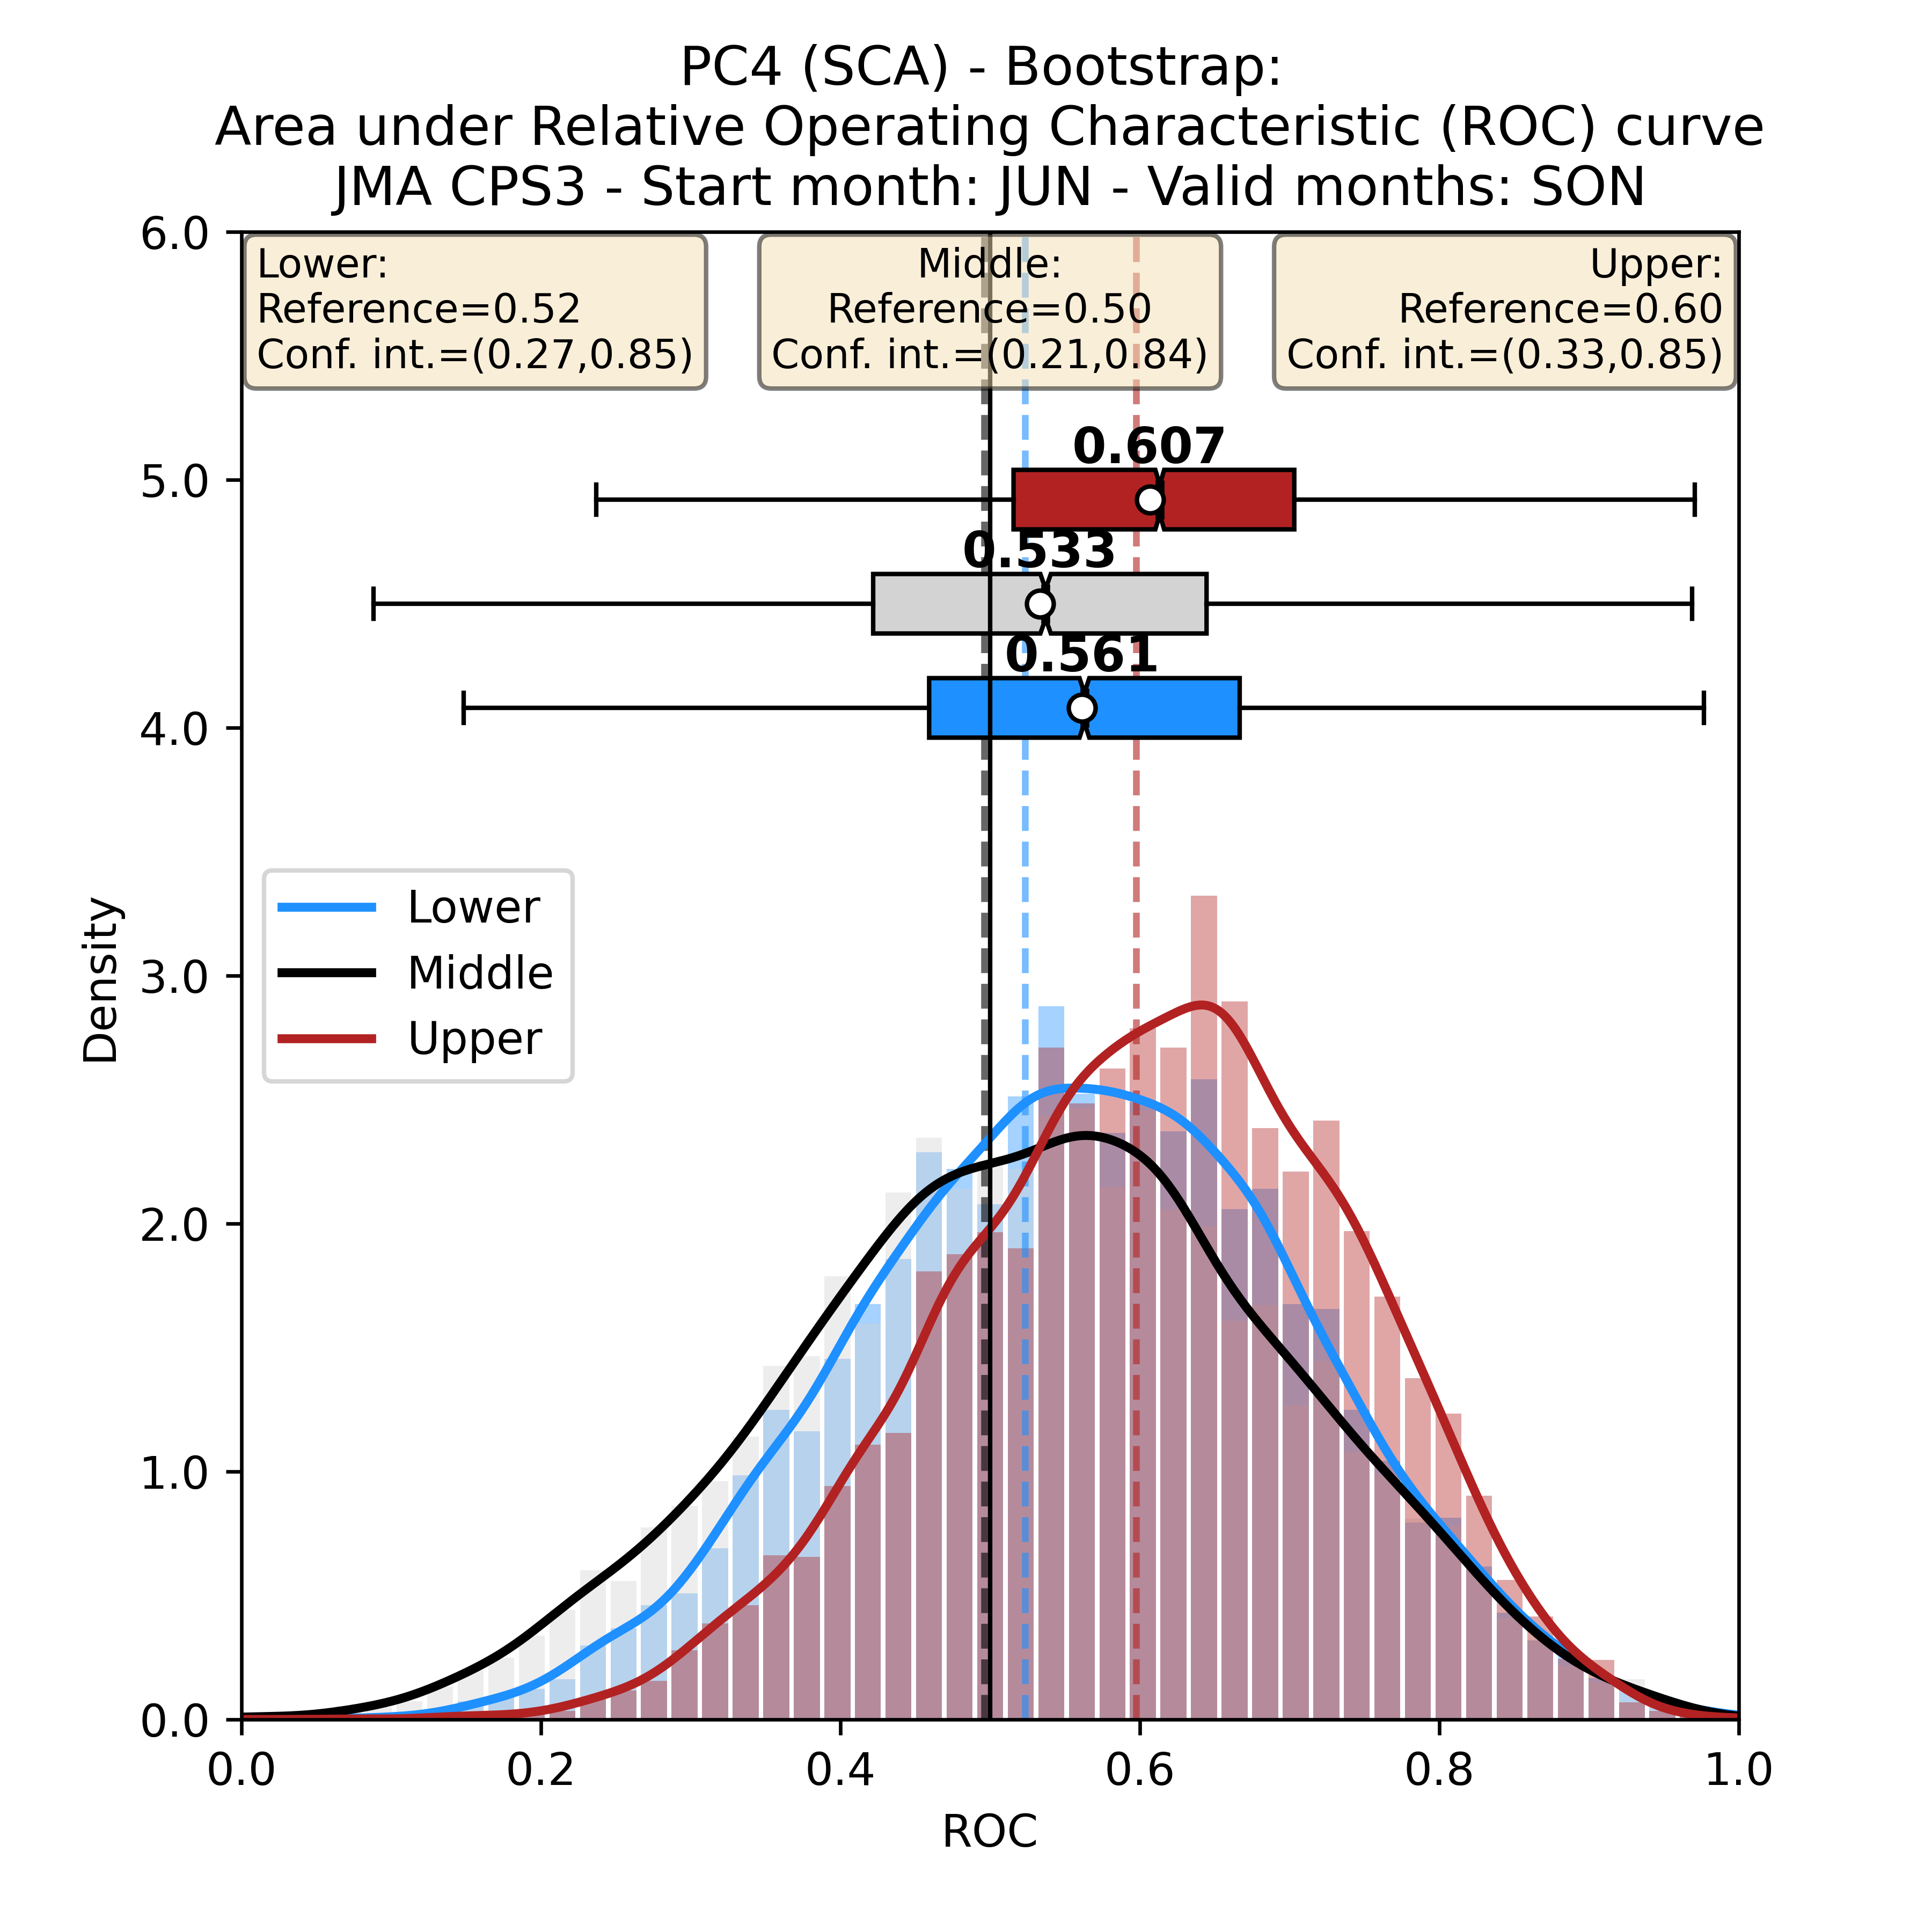 PC4 (SCA) - Bootstrap:
Area under Relative Operating Characteristic (ROC) curve
JMA CPS3 - Start month: JUN - Valid months: SON
Lower:
Reference=0.52
Conf. int.=(0.27,0.85)
Middle:
Reference=0.50
Conf. int.=(0.21,0.84)
Upper:
Reference=0.60
Conf. int.=(0.33,0.85)
0.607
0.533
0.561
Lower
Middle
Upper
Density
6.0
5.0
4.0
3.0
2.0
1.0
0.0
0.0
0.2
0.4
0.6
0.8
1.0
ROC